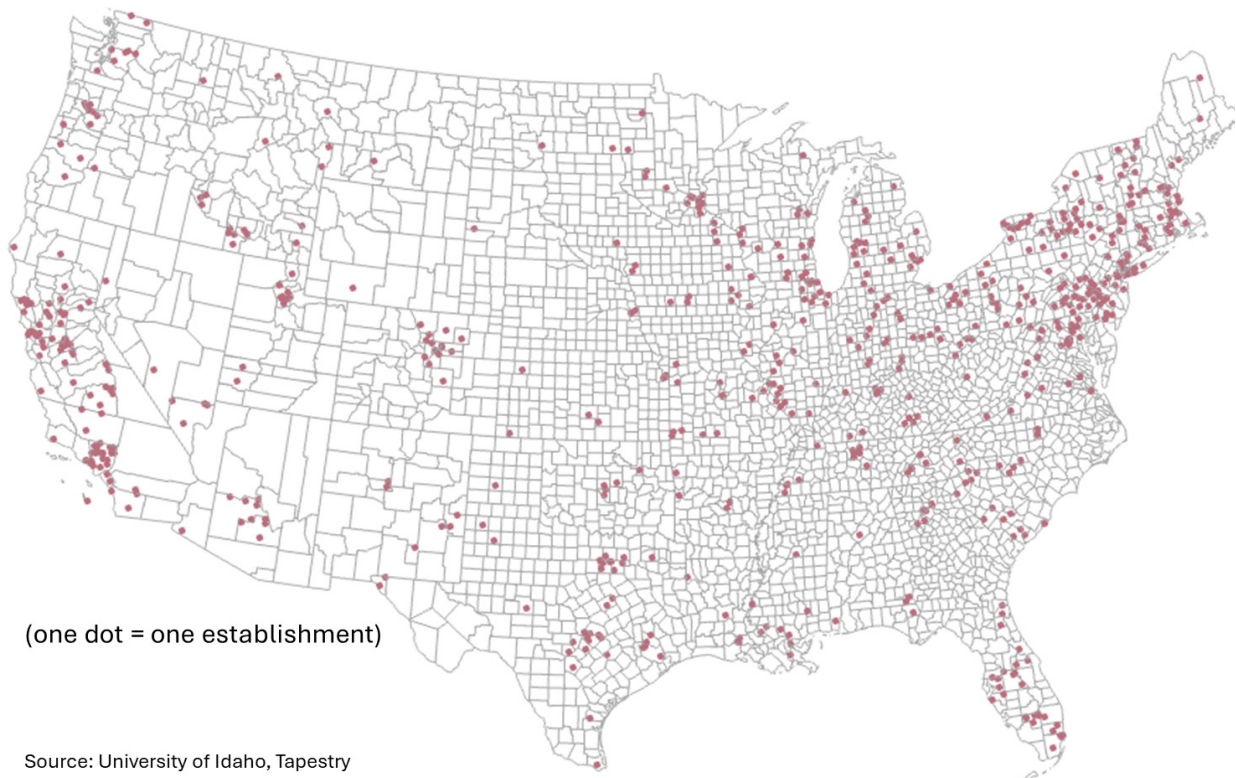 (one dot = one establishment)
Source: University of Idaho, Tapestry